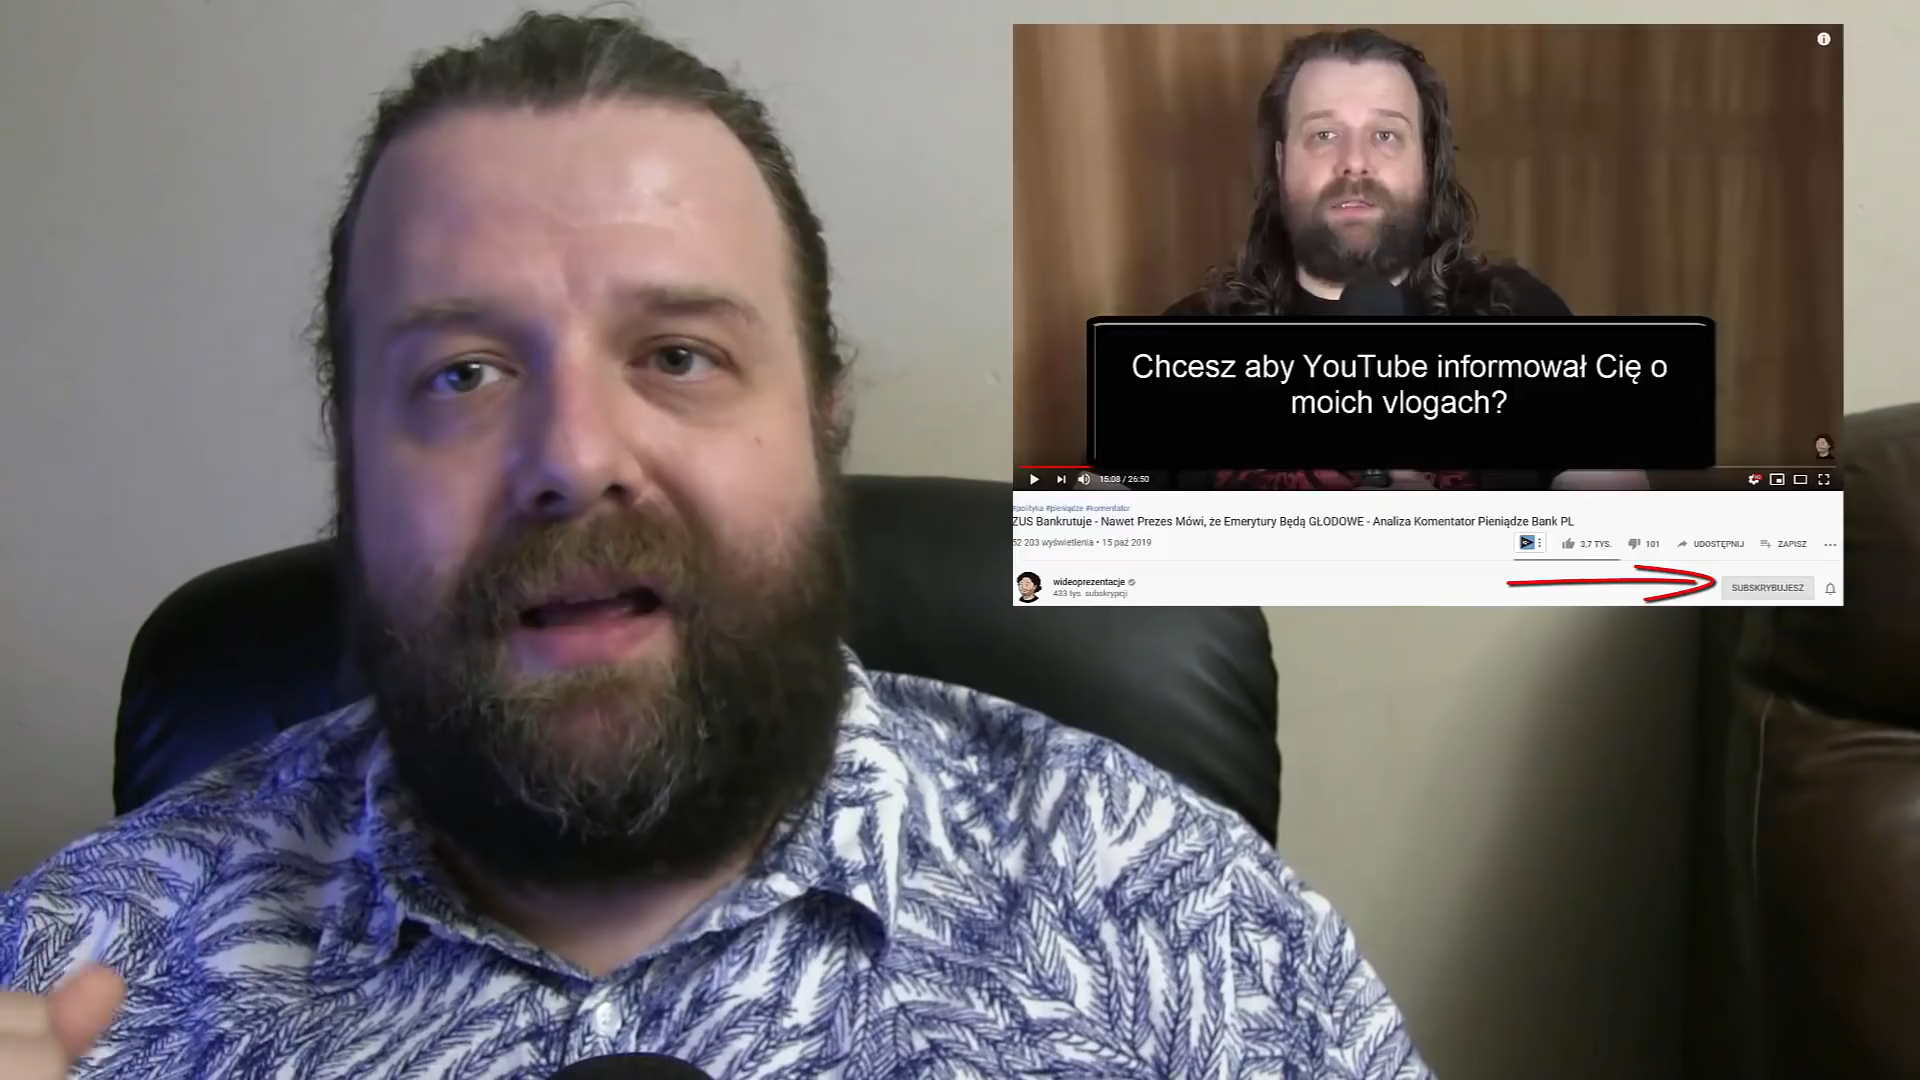 Chcesz aby YouTube informował Cię o
moich vlogach?
15:08 / 26:50
#polityka #pieniądze #komentator
ZUS Bankrutuje - Nawet Prezes Mówi, że Emerytury Będą GŁODOWE - Analiza Komentator Pieniądze Bank PL
52 203 wyświetlenia • 15 paź 2019
3,7 TYS. 101 UDOSTĘPNIJ ZAPISZ
wideoprezentacje
433 tys. subskrypcji
SUBSKRYBUJESZ